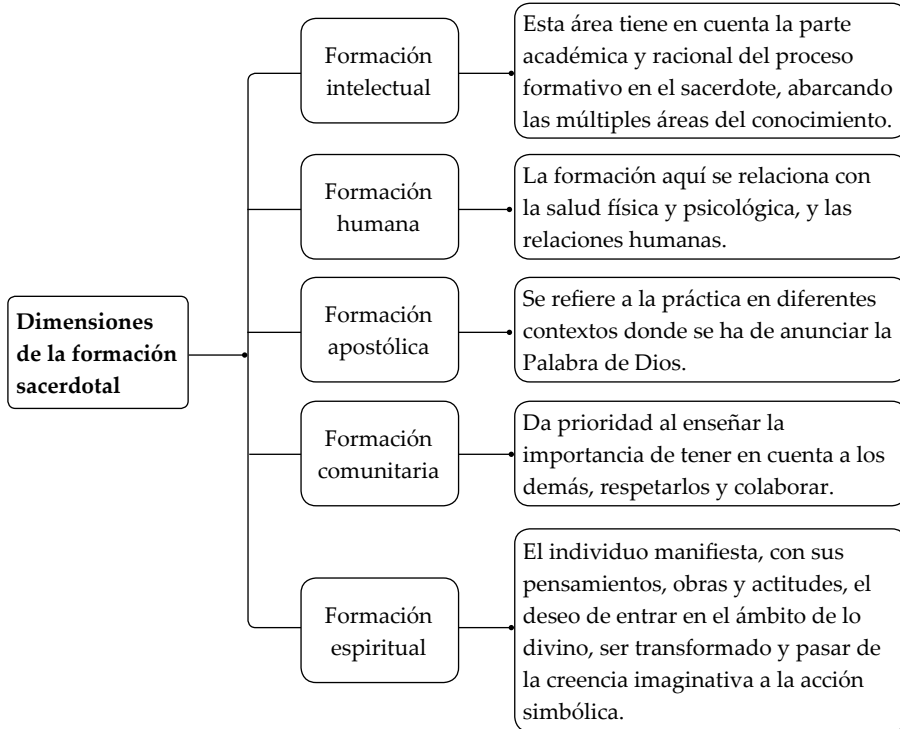 Dimensiones
de la formación
sacerdotal
Formación
intelectual
Esta área tiene en cuenta la parte
académica y racional del proceso
formativo en el sacerdote, abarcando
las múltiples áreas del conocimiento.
Formación
humana
La formación aquí se relaciona con
la salud física y psicológica, y las
relaciones humanas.
Formación
apostólica
Se refiere a la práctica en diferentes
contextos donde se ha de anunciar la
Palabra de Dios.
Formación
comunitaria
Da prioridad al enseñar la
importancia de tener en cuenta a los
demás, respetarlos y colaborar.
Formación
espiritual
El individuo manifiesta, con sus
pensamientos, obras y actitudes, el
deseo de entrar en el ámbito de lo
divino, ser transformado y pasar de
la creencia imaginativa a la acción
simbólica.